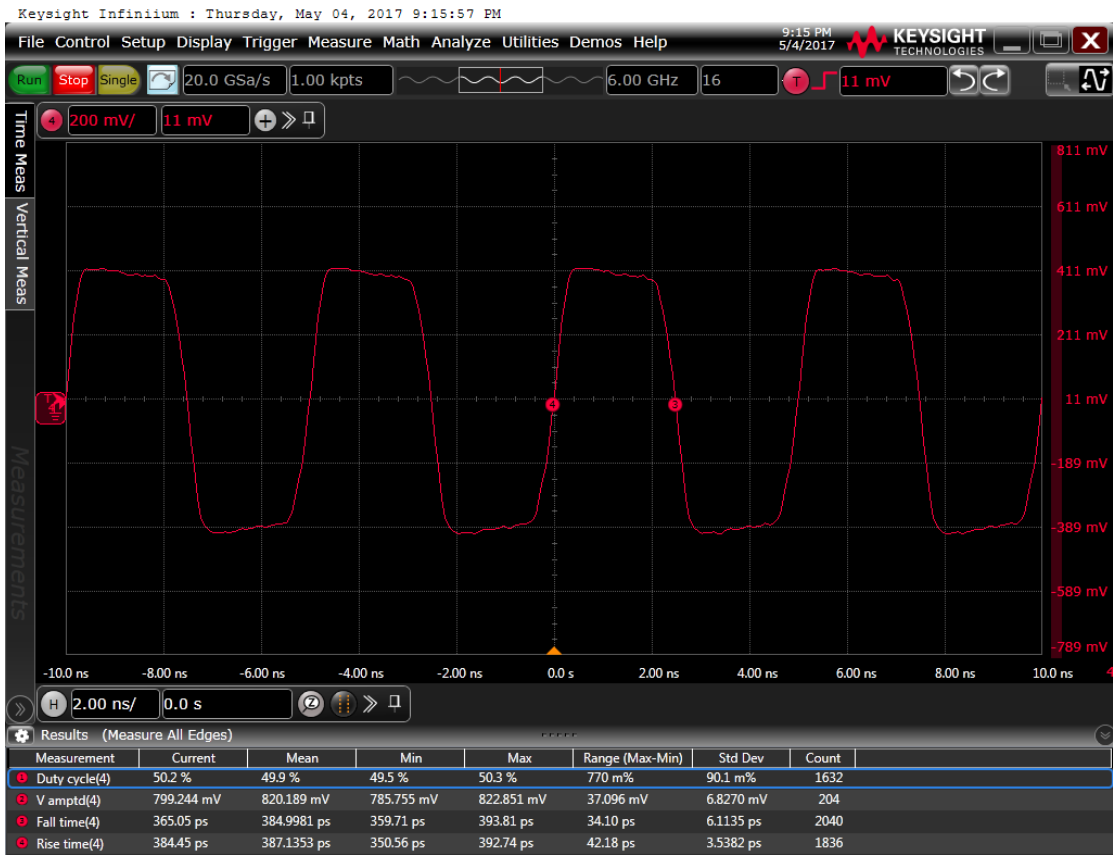 Keysight Infiniium : Thursday, May 04, 2017 9:15:57 PM
File Control Setup Display Trigger Measure Math Analyze Utilities Demos Help
9:15 PM
5/4/2017
KEYSIGHT
TECHNOLOGIES
X
Run Stop Single 20.0 GSa/s 1.00 kpts 6.00 GHz 16 T 11 mV
4 200 mV/ 11 mV
Time Meas
Vertical Meas
Measurements
811 mV
611 mV
411 mV
211 mV
11 mV
-189 mV
-389 mV
-589 mV
-789 mV
T
4 3
-10.0 ns -8.00 ns -6.00 ns -4.00 ns -2.00 ns 0.0 s 2.00 ns 4.00 ns 6.00 ns 8.00 ns 10.0 ns 4
H 2.00 ns/ 0.0 s Z
Results (Measure All Edges)
Measurement Current Mean Min Max Range (Max-Min) Std Dev Count
1 Duty cycle(4) 50.2 % 49.9 % 49.5 % 50.3 % 770 m% 90.1 m% 1632
2 V amptd(4) 799.244 mV 820.189 mV 785.755 mV 822.851 mV 37.096 mV 6.8270 mV 204
3 Fall time(4) 365.05 ps 384.9981 ps 359.71 ps 393.81 ps 34.10 ps 6.1135 ps 2040
4 Rise time(4) 384.45 ps 387.1353 ps 350.56 ps 392.74 ps 42.18 ps 3.5382 ps 1836